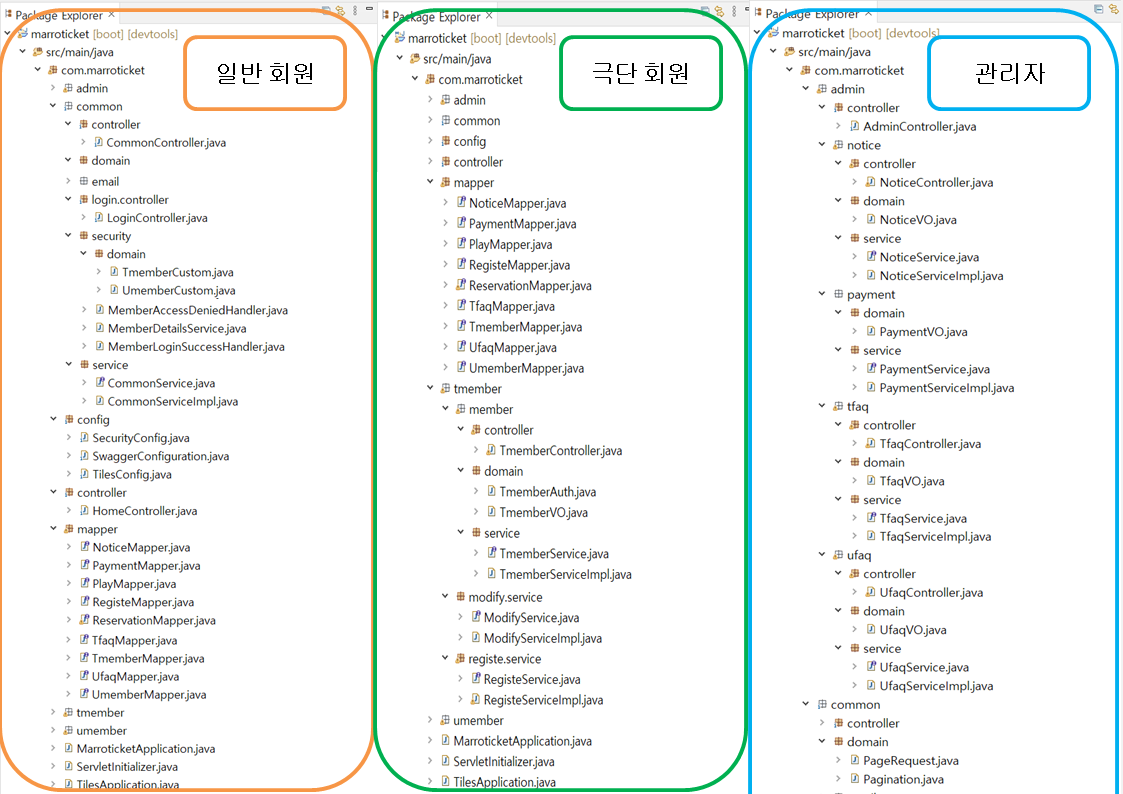 Package Explorer
marroticket [boot] [devtools]
src/main/java
일반 회원
com.marroticket
admin
common
controller
CommonController.java
domain
email
login.controller
LoginController.java
security
domain
TmemberCustom.java
UmemberCustom.java
MemberAccessDeniedHandler.java
MemberDetailsService.java
MemberLoginSuccessHandler.java
service
CommonService.java
CommonServiceImpl.java
config
SecurityConfig.java
SwaggerConfiguration.java
TilesConfig.java
controller
HomeController.java
mapper
NoticeMapper.java
PaymentMapper.java
PlayMapper.java
RegisteMapper.java
ReservationMapper.java
TfaqMapper.java
TmemberMapper.java
UfaqMapper.java
UmemberMapper.java
tmember
umember
MarroticketApplication.java
ServletInitializer.java
TilesApplication.java
Package Explorer
marroticket [boot] [devtools]
src/main/java
극단 회원
com.marroticket
admin
common
config
controller
mapper
NoticeMapper.java
PaymentMapper.java
PlayMapper.java
RegisteMapper.java
ReservationMapper.java
TfaqMapper.java
TmemberMapper.java
UfaqMapper.java
UmemberMapper.java
tmember
member
controller
TmemberController.java
domain
TmemberAuth.java
TmemberVO.java
service
TmemberService.java
TmemberServiceImpl.java
modify.service
ModifyService.java
ModifyServiceImpl.java
registe.service
RegisteService.java
RegisteServiceImpl.java
umember
MarroticketApplication.java
ServletInitializer.java
TilesApplication.java
Package Explorer
marroticket [boot] [devtools]
src/main/java
관리자
com.marroticket
admin
controller
AdminController.java
notice
controller
NoticeController.java
domain
NoticeVO.java
service
NoticeService.java
NoticeServiceImpl.java
payment
domain
PaymentVO.java
service
PaymentService.java
PaymentServiceImpl.java
tfaq
controller
TfaqController.java
domain
TfaqVO.java
service
TfaqService.java
TfaqServiceImpl.java
ufaq
controller
UfaqController.java
domain
UfaqVO.java
service
UfaqService.java
UfaqServiceImpl.java
common
controller
domain
PageRequest.java
Pagination.java